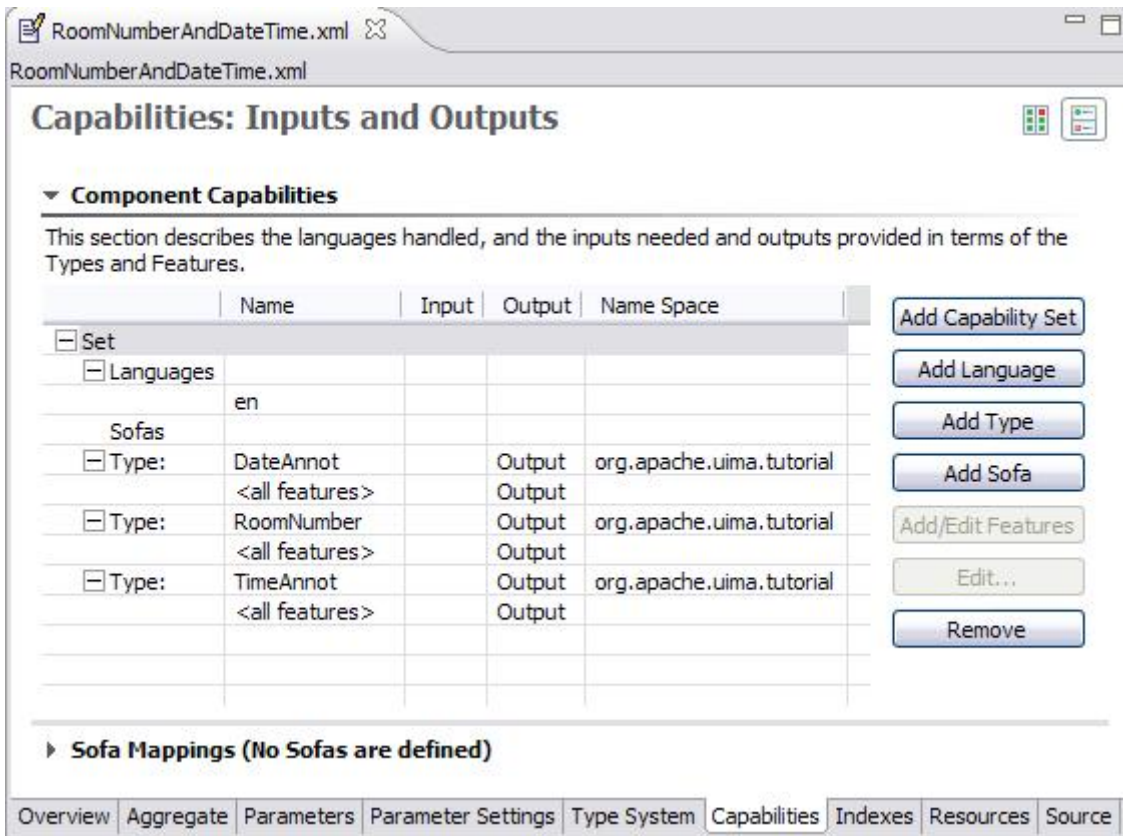 RoomNumberAndDateTime.xml
RoomNumberAndDateTime.xml
Capabilities: Inputs and Outputs
Component Capabilities
This section describes the languages handled, and the inputs needed and outputs provided in terms of the
Types and Features.
Name Input Output Name Space
Set
Languages
en
Sofas
Type: DateAnnot Output org.apache.uima.tutorial
<all features> Output
Type: RoomNumber Output org.apache.uima.tutorial
<all features> Output
Type: TimeAnnot Output org.apache.uima.tutorial
<all features> Output
Add Capability Set
Add Language
Add Type
Add Sofa
Add/Edit Features
Edit...
Remove
Sofa Mappings (No Sofas are defined)
Overview Aggregate Parameters Parameter Settings Type System Capabilities Indexes Resources Source